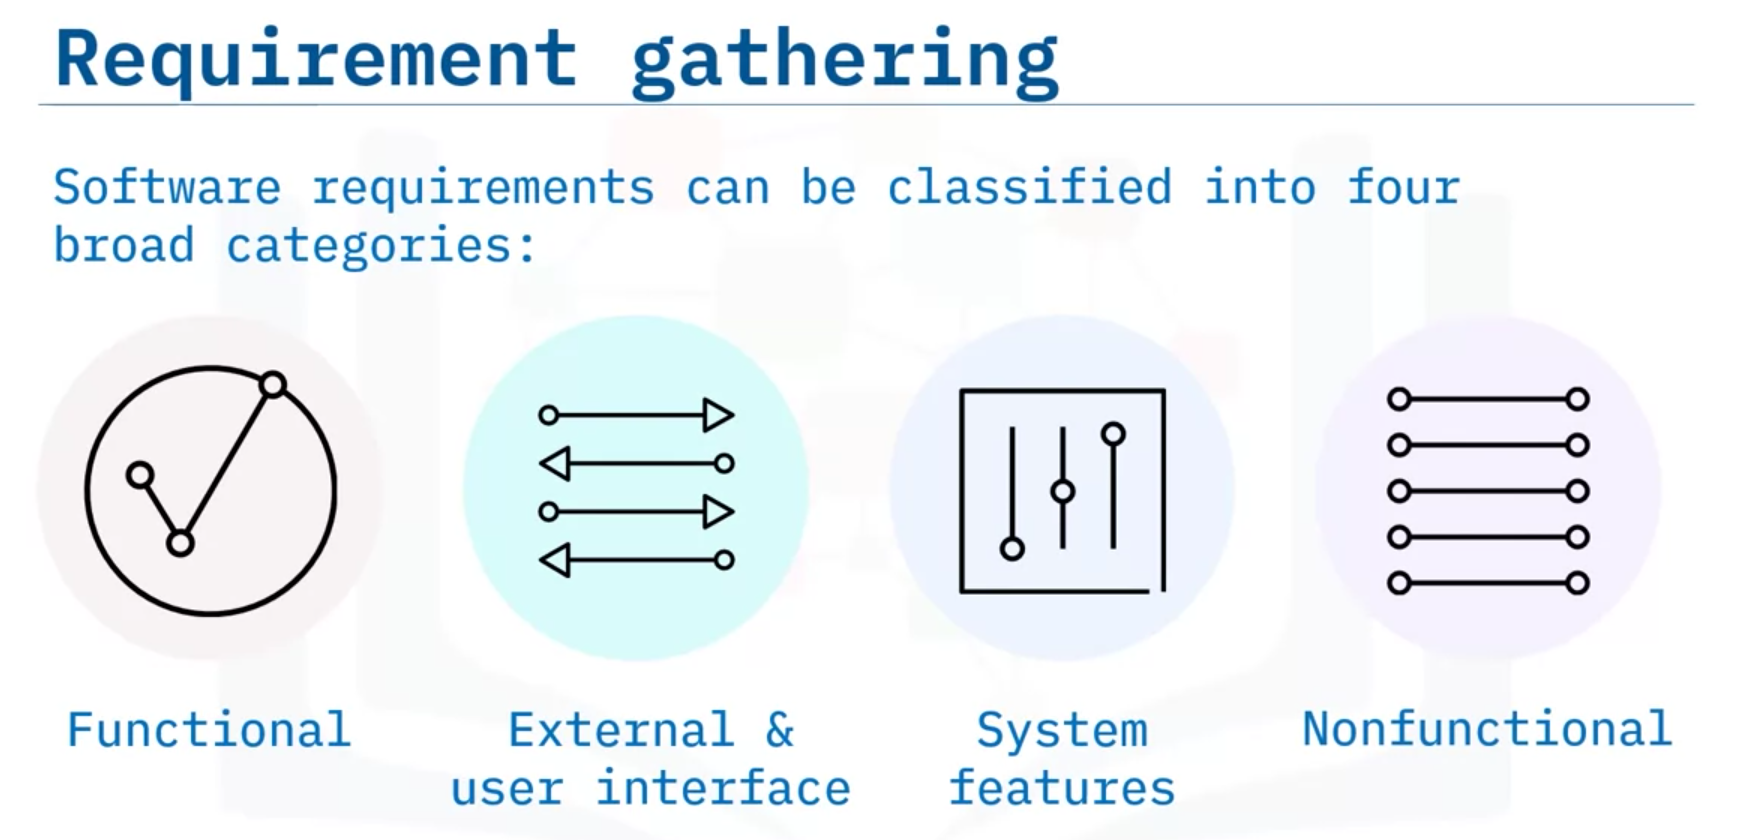 Requirement gathering
Software requirements can be classified into four
broad categories:
Functional
External &
user interface
System
features
Nonfunctional